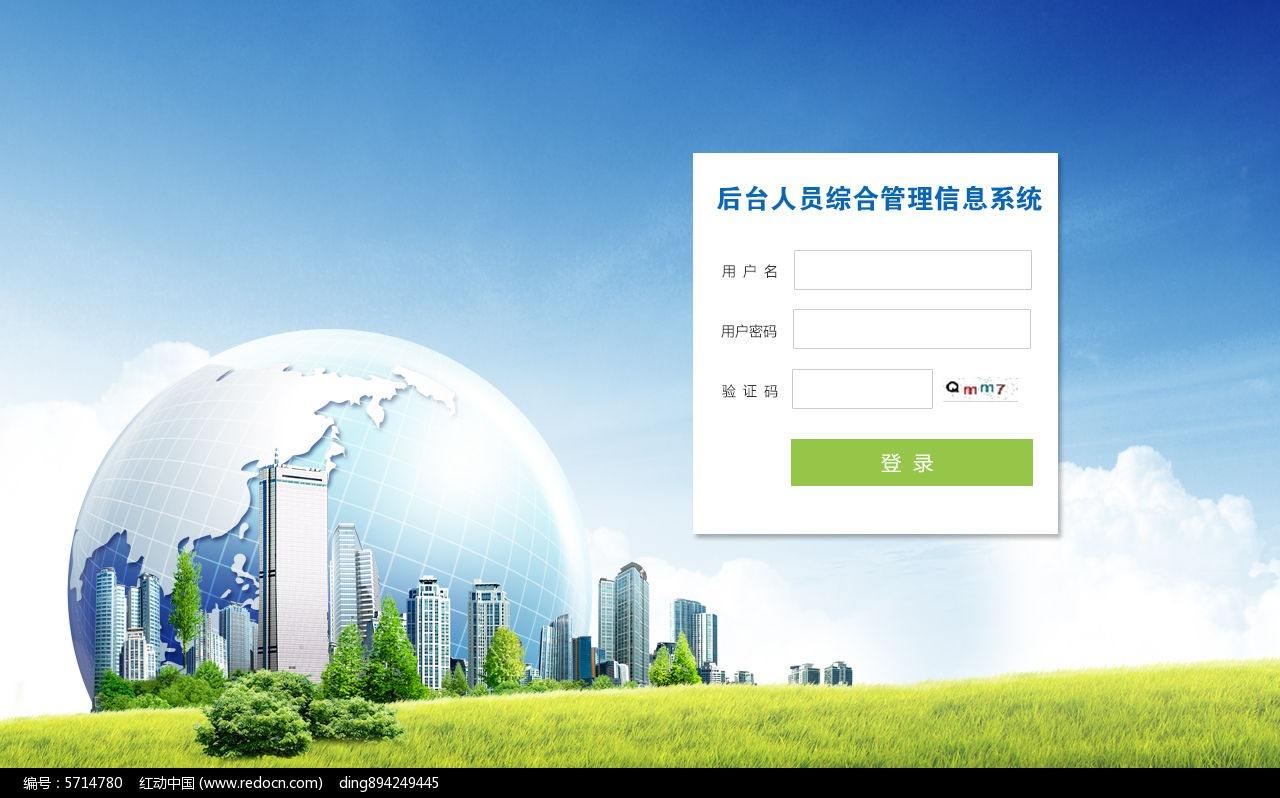 后台人员综合管理信息系统
用 户 名
用户密码
验 证 码 Qmm7
登 录
编号：5714780 红动中国 (www.redocn.com) ding894249445